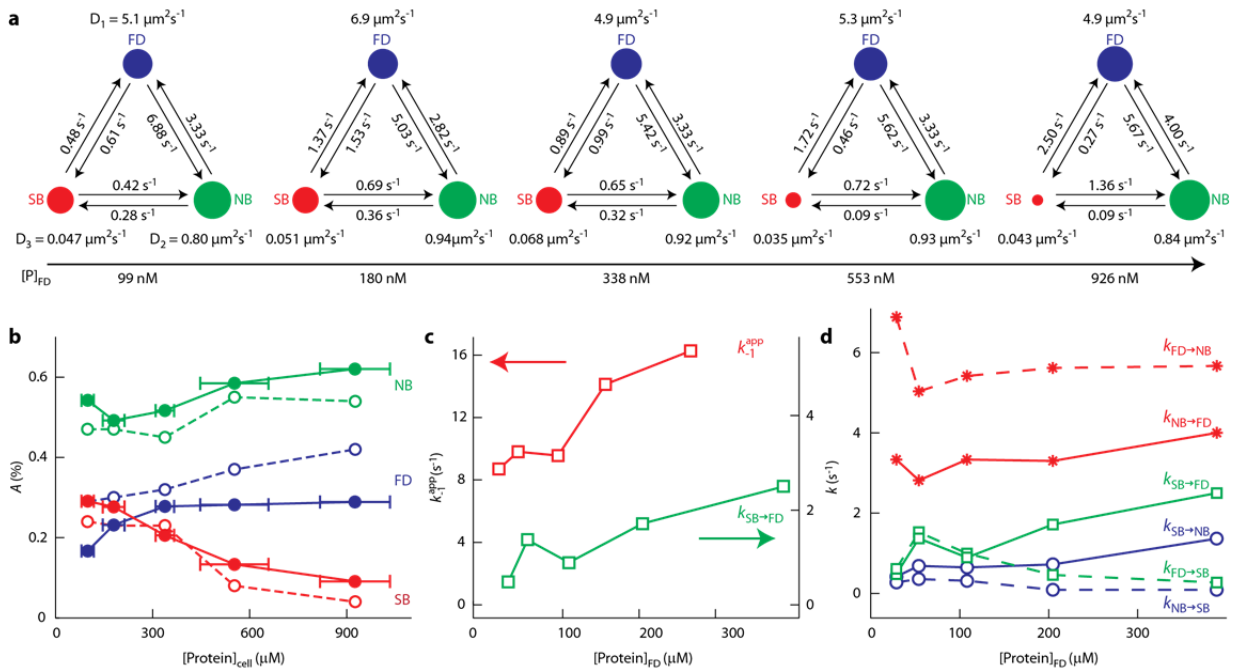 a
D₁ = 5.1 µm²s⁻¹
6.9 µm²s⁻¹
4.9 µm²s⁻¹
5.3 µm²s⁻¹
4.9 µm²s⁻¹
FD
FD
FD
FD
FD
0.48 s⁻¹
0.61 s⁻¹
6.88 s⁻¹
3.33 s⁻¹
1.37 s⁻¹
1.53 s⁻¹
5.03 s⁻¹
2.82 s⁻¹
0.89 s⁻¹
0.99 s⁻¹
5.42 s⁻¹
3.33 s⁻¹
1.72 s⁻¹
0.46 s⁻¹
5.62 s⁻¹
3.33 s⁻¹
2.50 s⁻¹
0.27 s⁻¹
5.67 s⁻¹
4.00 s⁻¹
SB
0.42 s⁻¹
0.28 s⁻¹
NB
SB
0.69 s⁻¹
0.36 s⁻¹
NB
SB
0.65 s⁻¹
0.32 s⁻¹
NB
SB
0.72 s⁻¹
0.09 s⁻¹
NB
SB
1.36 s⁻¹
0.09 s⁻¹
NB
D₃ = 0.047 µm²s⁻¹
D₂ = 0.80 µm²s⁻¹
0.051 µm²s⁻¹
0.94µm²s⁻¹
0.068 µm²s⁻¹
0.92 µm²s⁻¹
0.035 µm²s⁻¹
0.93 µm²s⁻¹
0.043 µm²s⁻¹
0.84 µm²s⁻¹
[P]FD
99 nM
180 nM
338 nM
553 nM
926 nM
b
A (%)
0.6
0.4
0.2
0
0
300
600
900
NB
FD
SB
[Protein]cell (µM)
c
k₋₁ᵃᵖᵖ (s⁻¹)
16
12
8
4
0
0
100
200
300
4
2
0
k₋₁ᵃᵖᵖ
kSB→FD
[Protein]FD (µM)
d
k (s⁻¹)
6
4
2
0
0
100
200
300
kFD→NB
kNB→FD
kSB→FD
kSB→NB
kFD→SB
kNB→SB
[Protein]FD (µM)